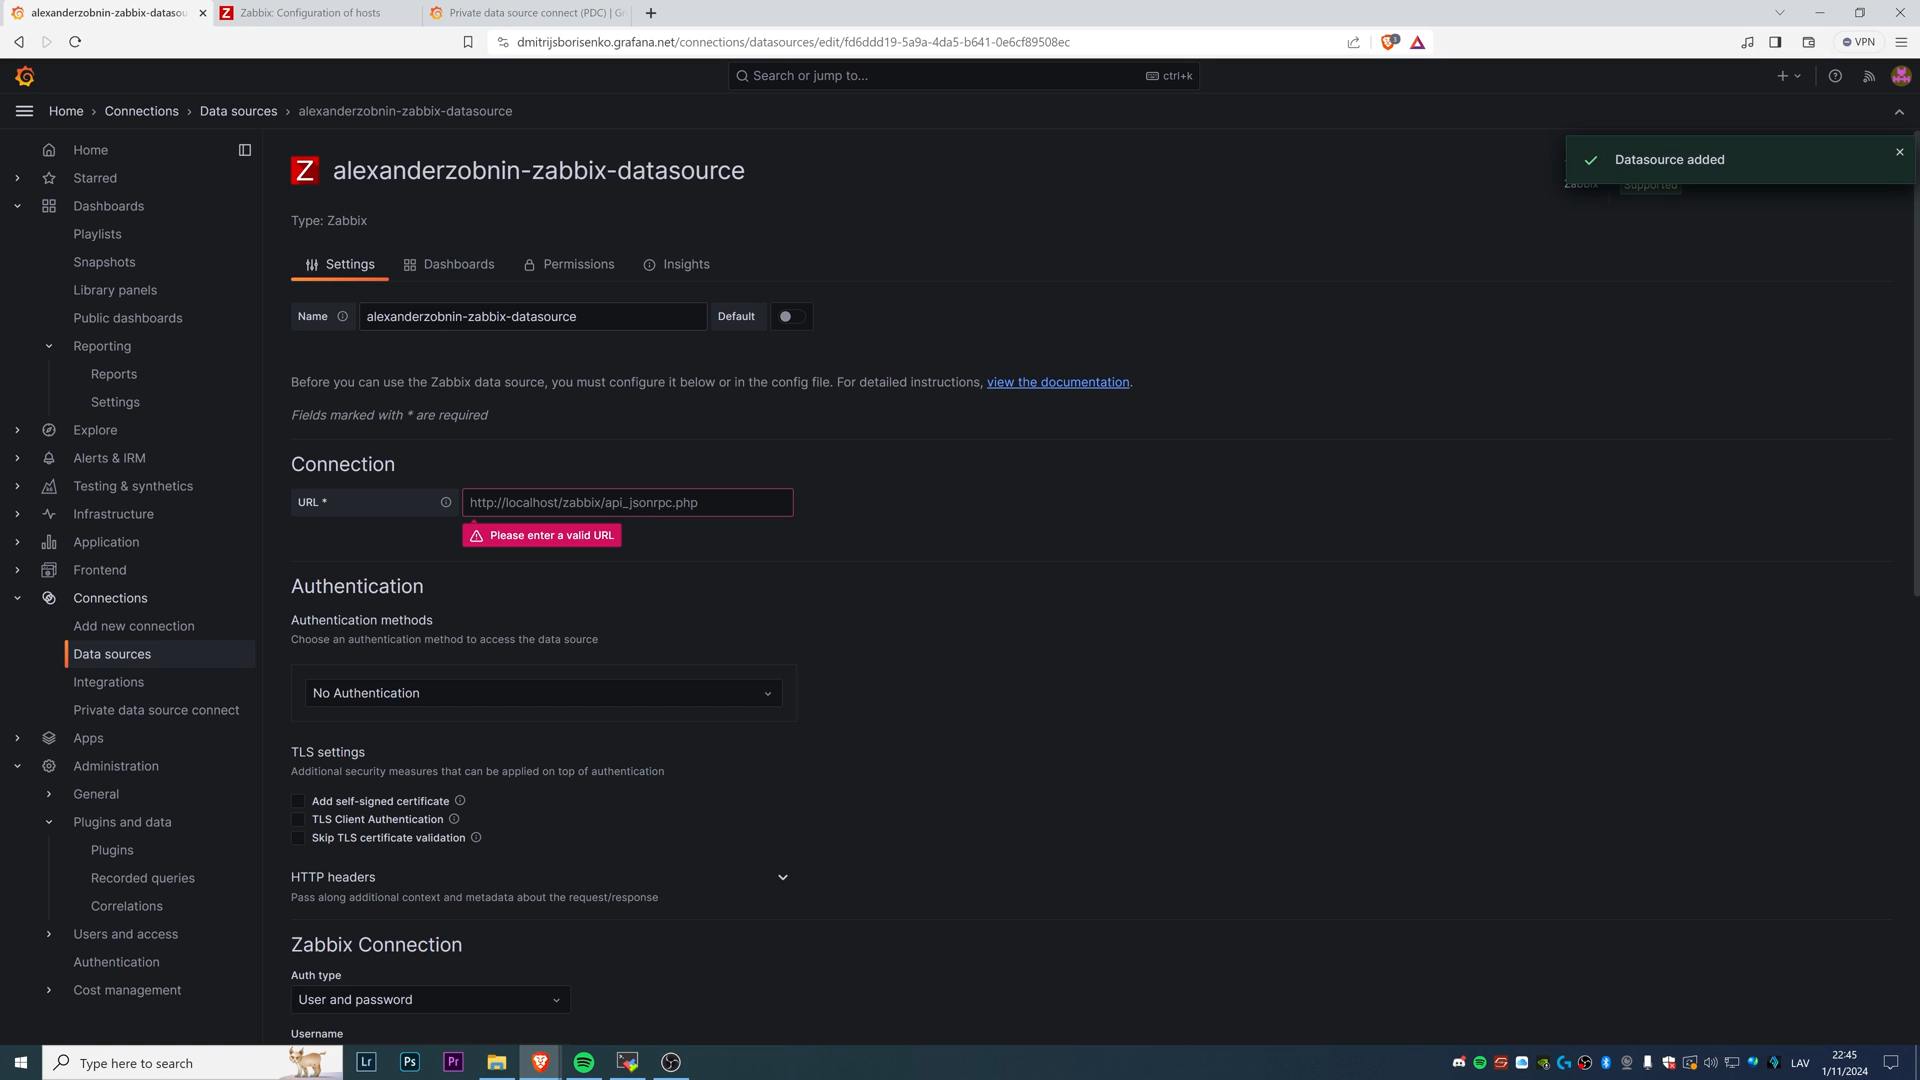 alexanderzobnin-zabbix-datasou
Zabbix: Configuration of hosts
Private data source connect (PDC) | Gr
dmitrijsborisenko.grafana.net/connections/datasources/edit/fd6ddd19-5a9a-4da5-b641-0e6cf89508ec
3
VPN
Search or jump to...
ctrl+k
Home
Connections
Data sources
alexanderzobnin-zabbix-datasource
Home
Starred
Dashboards
Playlists
Snapshots
Library panels
Public dashboards
Reporting
Reports
Settings
Explore
Alerts & IRM
Testing & synthetics
Infrastructure
Application
Frontend
Connections
Add new connection
Data sources
Integrations
Private data source connect
Apps
Administration
General
Plugins and data
Plugins
Recorded queries
Correlations
Users and access
Authentication
Cost management
Z
alexanderzobnin-zabbix-datasource
Datasource added
Zabbix
Supported
Type: Zabbix
Settings
Dashboards
Permissions
Insights
Name
alexanderzobnin-zabbix-datasource
Default
Before you can use the Zabbix data source, you must configure it below or in the config file. For detailed instructions, view the documentation.
Fields marked with * are required
Connection
URL *
http://localhost/zabbix/api_jsonrpc.php
Please enter a valid URL
Authentication
Authentication methods
Choose an authentication method to access the data source
No Authentication
TLS settings
Additional security measures that can be applied on top of authentication
Add self-signed certificate
TLS Client Authentication
Skip TLS certificate validation
HTTP headers
Pass along additional context and metadata about the request/response
Zabbix Connection
Auth type
User and password
Username
Type here to search
Lr
Ps
Pr
LAV
22:45
1/11/2024